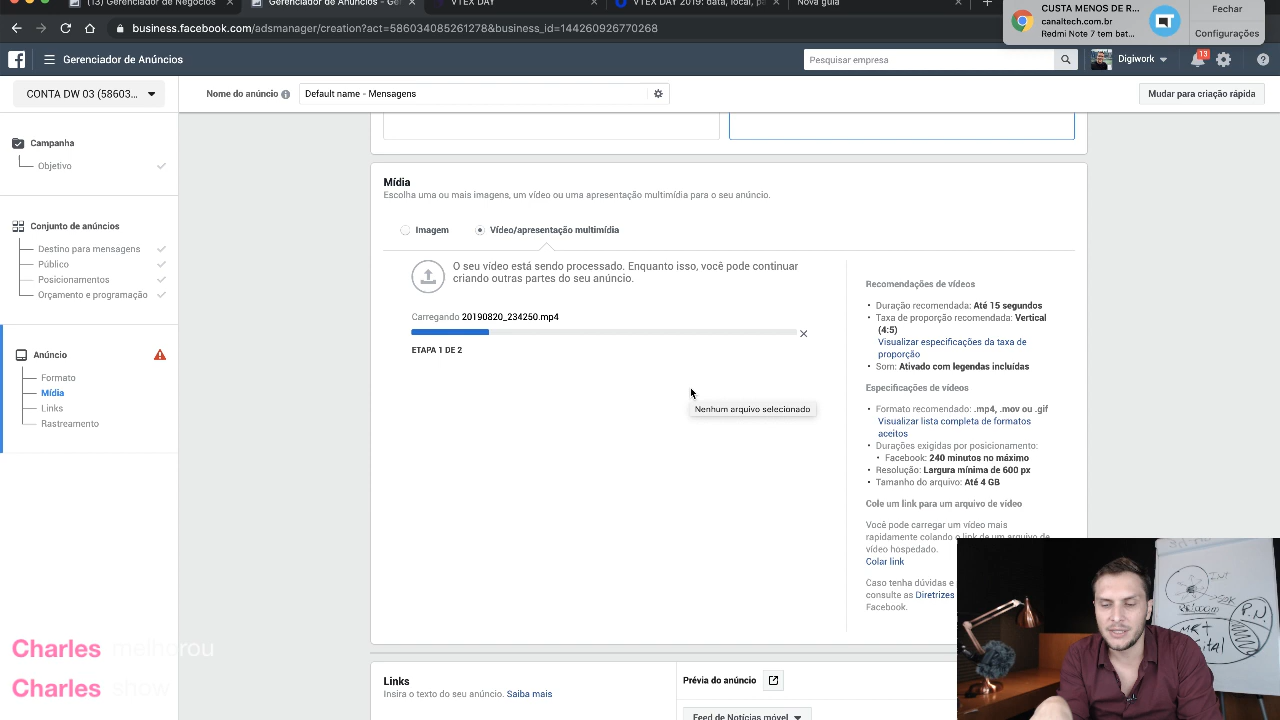 (13) Gerenciador de Negócios
Gerenciador de Anúncios - Ger
VTEX DAY
VTEX DAY 2019: data, local, p
Nova guia
business.facebook.com/adsmanager/creation?act=586034085261278&business_id=144260926770268
CUSTA MENOS DE R...
canaltech.com.br
Redmi Note 7 tem bat...
Fechar
Configurações
Gerenciador de Anúncios
Pesquisar empresa
Digiwork
13
CONTA DW 03 (58603...
Nome do anúncio
Default name - Mensagens
Mudar para criação rápida
Campanha
Objetivo
Conjunto de anúncios
Destino para mensagens
Público
Posicionamentos
Orçamento e programação
Anúncio
Formato
Mídia
Links
Rastreamento
Mídia
Escolha uma ou mais imagens, um vídeo ou uma apresentação multimídia para o seu anúncio.
Imagem
Vídeo/apresentação multimídia
O seu vídeo está sendo processado. Enquanto isso, você pode continuar
criando outras partes do seu anúncio.
Carregando 20190820_234250.mp4
ETAPA 1 DE 2
Nenhum arquivo selecionado
Recomendações de vídeos
Duração recomendada: Até 15 segundos
Taxa de proporção recomendada: Vertical
(4:5)
Visualizar especificações da taxa de
proporção
Som: Ativado com legendas incluídas
Especificações de vídeos
Formato recomendado: .mp4, .mov ou .gif
Visualizar lista completa de formatos
aceitos
Durações exigidas por posicionamento:
Facebook: 240 minutos no máximo
Resolução: Largura mínima de 600 px
Tamanho do arquivo: Até 4 GB
Cole um link para um arquivo de vídeo
Você pode carregar um vídeo mais
rapidamente colando o link de um arquivo de
vídeo hospedado.
Colar link
Caso tenha dúvidas e
consulte as Diretrizes
Facebook.
Links
Insira o texto do seu anúncio. Saiba mais
Prévia do anúncio
Feed de Notícias móvel
Charles melhorou
Charles show